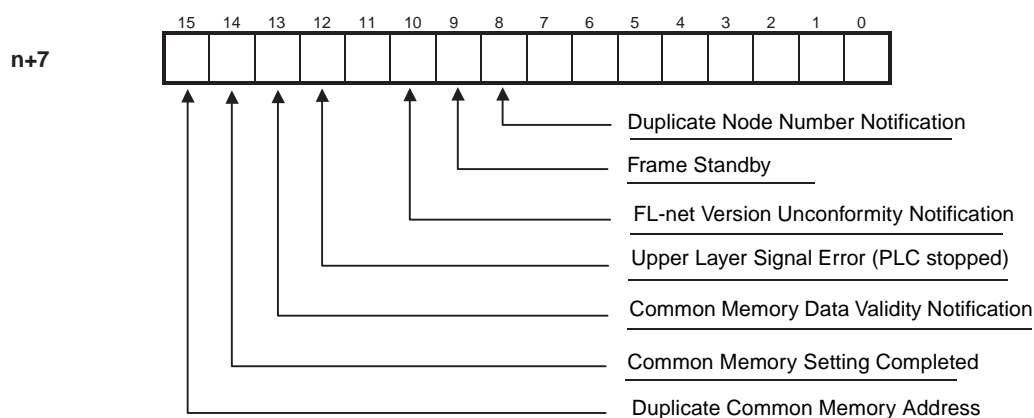 15 14 13 12 11 10 9 8 7 6 5 4 3 2 1 0
n+7
Duplicate Node Number Notification
Frame Standby
FL-net Version Unconformity Notification
Upper Layer Signal Error (PLC stopped)
Common Memory Data Validity Notification
Common Memory Setting Completed
Duplicate Common Memory Address